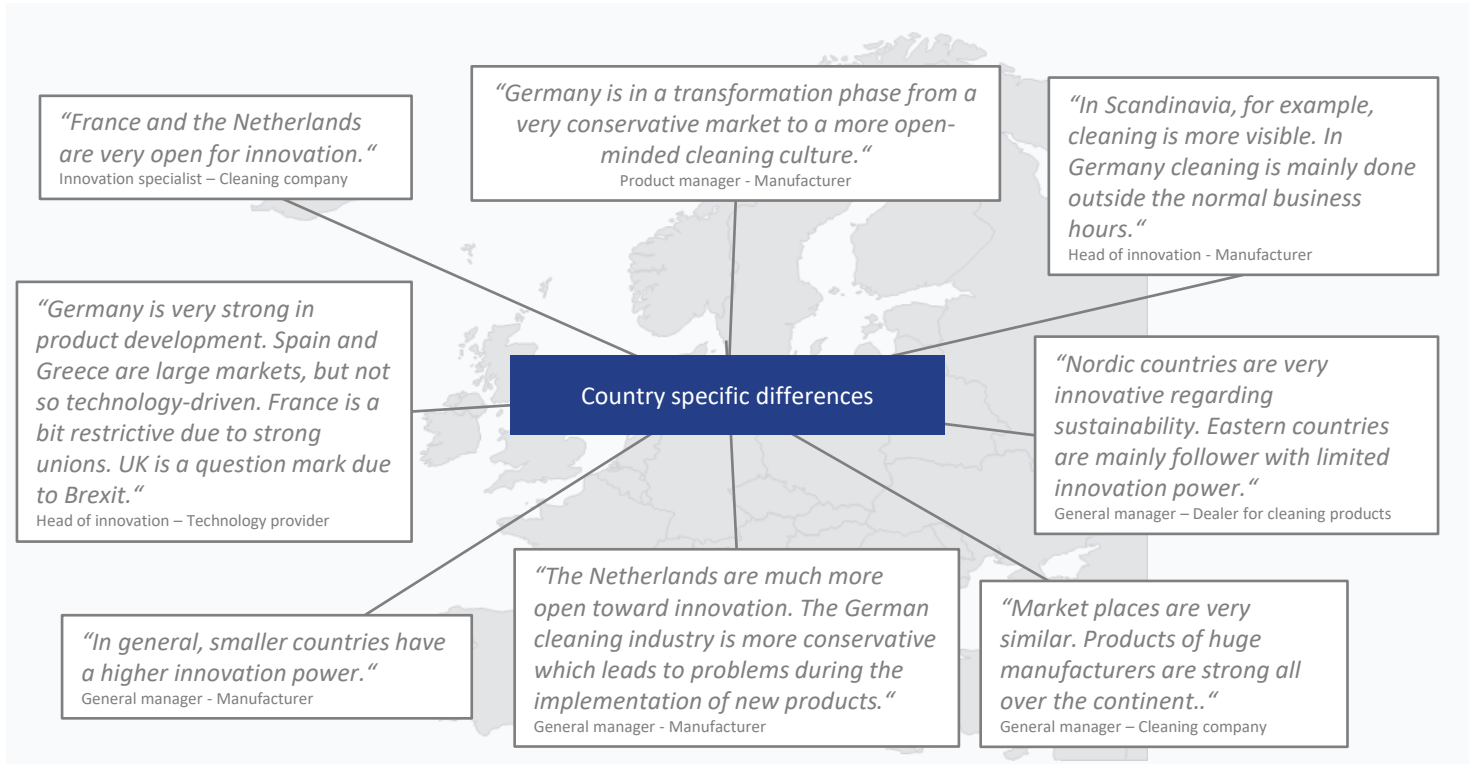 “France and the Netherlands
are very open for innovation.“
Innovation specialist – Cleaning company
“Germany is in a transformation phase from a
very conservative market to a more open-
minded cleaning culture.“
Product manager - Manufacturer
“In Scandinavia, for example,
cleaning is more visible. In
Germany cleaning is mainly done
outside the normal business
hours.“
Head of innovation - Manufacturer
“Germany is very strong in
product development. Spain and
Greece are large markets, but not
so technology-driven. France is a
bit restrictive due to strong
unions. UK is a question mark due
to Brexit.“
Head of innovation – Technology provider
Country specific differences
“Nordic countries are very
innovative regarding
sustainability. Eastern countries
are mainly follower with limited
innovation power.“
General manager – Dealer for cleaning products
“In general, smaller countries have
a higher innovation power.“
General manager - Manufacturer
“The Netherlands are much more
open toward innovation. The German
cleaning industry is more conservative
which leads to problems during the
implementation of new products.“
General manager - Manufacturer
“Market places are very
similar. Products of huge
manufacturers are strong all
over the continent..“
General manager – Cleaning company